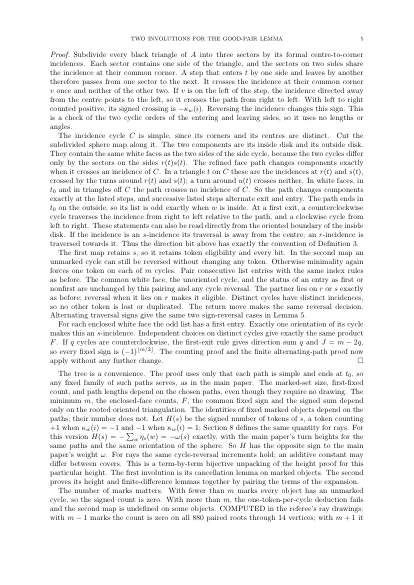 TWO INVOLUTIONS FOR THE GOOD-PAIR LEMMA 5
Proof. Subdivide every black triangle of A into three sectors by its formal centre-to-corner
incidences. Each sector contains one side of the triangle, and the sectors on two sides share
the incidence at their common corner. A step that enters t by one side and leaves by another
therefore passes from one sector to the next. It crosses the incidence at their common corner
v once and neither of the other two. If v is on the left of the step, the incidence directed away
from the centre points to the left, so it crosses the path from right to left. With left to right
counted positive, its signed crossing is −κw(i). Reversing the incidence changes this sign. This
is a check of the two cyclic orders of the entering and leaving sides, so it uses no lengths or
angles.
The incidence cycle C is simple, since its corners and its centres are distinct. Cut the
subdivided sphere map along it. The two components are its inside disk and its outside disk.
They contain the same white faces as the two sides of the side cycle, because the two cycles differ
only by the sectors on the sides r(t)s(t). The refined face path changes components exactly
when it crosses an incidence of C. In a triangle t on C these are the incidences at r(t) and s(t),
crossed by the turns around r(t) and s(t); a turn around u(t) crosses neither. In white faces, in
t0 and in triangles off C the path crosses no incidence of C. So the path changes components
exactly at the listed steps, and successive listed steps alternate exit and entry. The path ends in
t0 on the outside, so its list is odd exactly when w is inside. At a first exit, a counterclockwise
cycle traverses the incidence from right to left relative to the path, and a clockwise cycle from
left to right. These statements can also be read directly from the oriented boundary of the inside
disk. If the incidence is an s-incidence its traversal is away from the centre; an r-incidence is
traversed towards it. Thus the direction bit above has exactly the convention of Definition 3.
The first map retains s, so it retains token eligibility and every bit. In the second map an
unmarked cycle can still be reversed without changing any token. Otherwise minimality again
forces one token on each of m cycles. Pair consecutive list entries with the same index rules
as before. The common white face, the unoriented cycle, and the status of an entry as first or
nonfirst are unchanged by this pairing and any cycle reversal. The partner lies on r or s exactly
as before; reversal when it lies on r makes it eligible. Distinct cycles have distinct incidences,
so no other token is lost or duplicated. The return move makes the same reversal decision.
Alternating traversal signs give the same two sign-reversal cases in Lemma 5.
For each enclosed white face the odd list has a first entry. Exactly one orientation of its cycle
makes this an s-incidence. Independent choices on distinct cycles give exactly the same product
F. If q cycles are counterclockwise, the first-exit rule gives direction sum q and J = m − 2q,
so every fixed sign is (−1)⌈m/2⌉. The counting proof and the finite alternating-path proof now
apply without any further change. □
The tree is a convenience. The proof uses only that each path is simple and ends at t0, so
any fixed family of such paths serves, as in the main paper. The marked-set size, first-fixed
count, and path lengths depend on the chosen paths, even though they require no drawing. The
minimum m, the enclosed-face counts, F, the common fixed sign and the signed sum depend
only on the rooted oriented triangulation. The identities of fixed marked objects depend on the
paths; their number does not. Let H(s) be the signed number of tokens of s, a token counting
+1 when κw(i) = −1 and −1 when κw(i) = 1; Section 8 defines the same quantity for rays. For
this version H(s) = − ∑w ηs(w) = −ω(s) exactly, with the main paper's turn heights for the
same paths and the same orientation of the sphere. So H has the opposite sign to the main
paper's weight ω. For rays the same cycle-reversal increments hold; an additive constant may
differ between covers. This is a term-by-term bijective unpacking of the height proof for this
particular height. The first involution is its cancellation lemma on marked objects. The second
proves its height and finite-difference lemmas together by pairing the terms of the expansion.
The number of marks matters. With fewer than m marks every object has an unmarked
cycle, so the signed count is zero. With more than m, the one-token-per-cycle deduction fails
and the second map is undefined on some objects. COMPUTED in the referee's ray drawings:
with m − 1 marks the count is zero on all 880 paired roots through 14 vertices; with m + 1 it